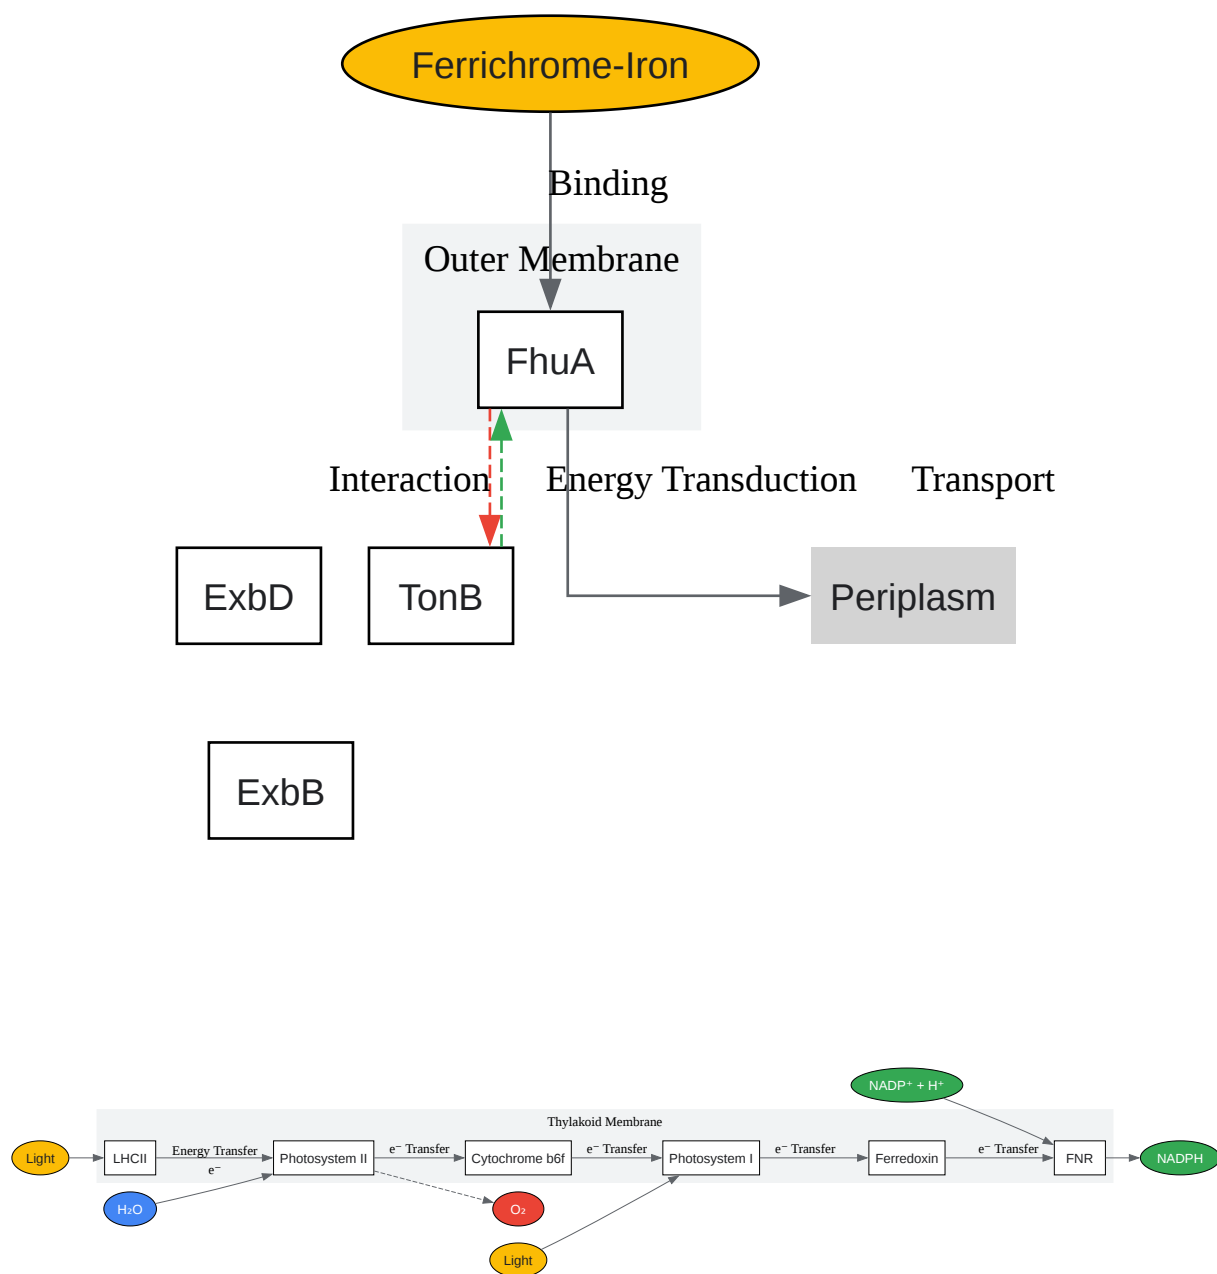 Ferrichrome-Iron
Binding
Outer Membrane
FhuA
Interaction
Energy Transduction
Transport
ExbD
TonB
Periplasm
ExbB
NADP⁺ + H⁺
Thylakoid Membrane
Light
LHCII
Energy Transfer
e⁻
Photosystem II
e⁻ Transfer
Cytochrome b6f
e⁻ Transfer
Photosystem I
e⁻ Transfer
Ferredoxin
e⁻ Transfer
FNR
NADPH
H₂O
O₂
Light